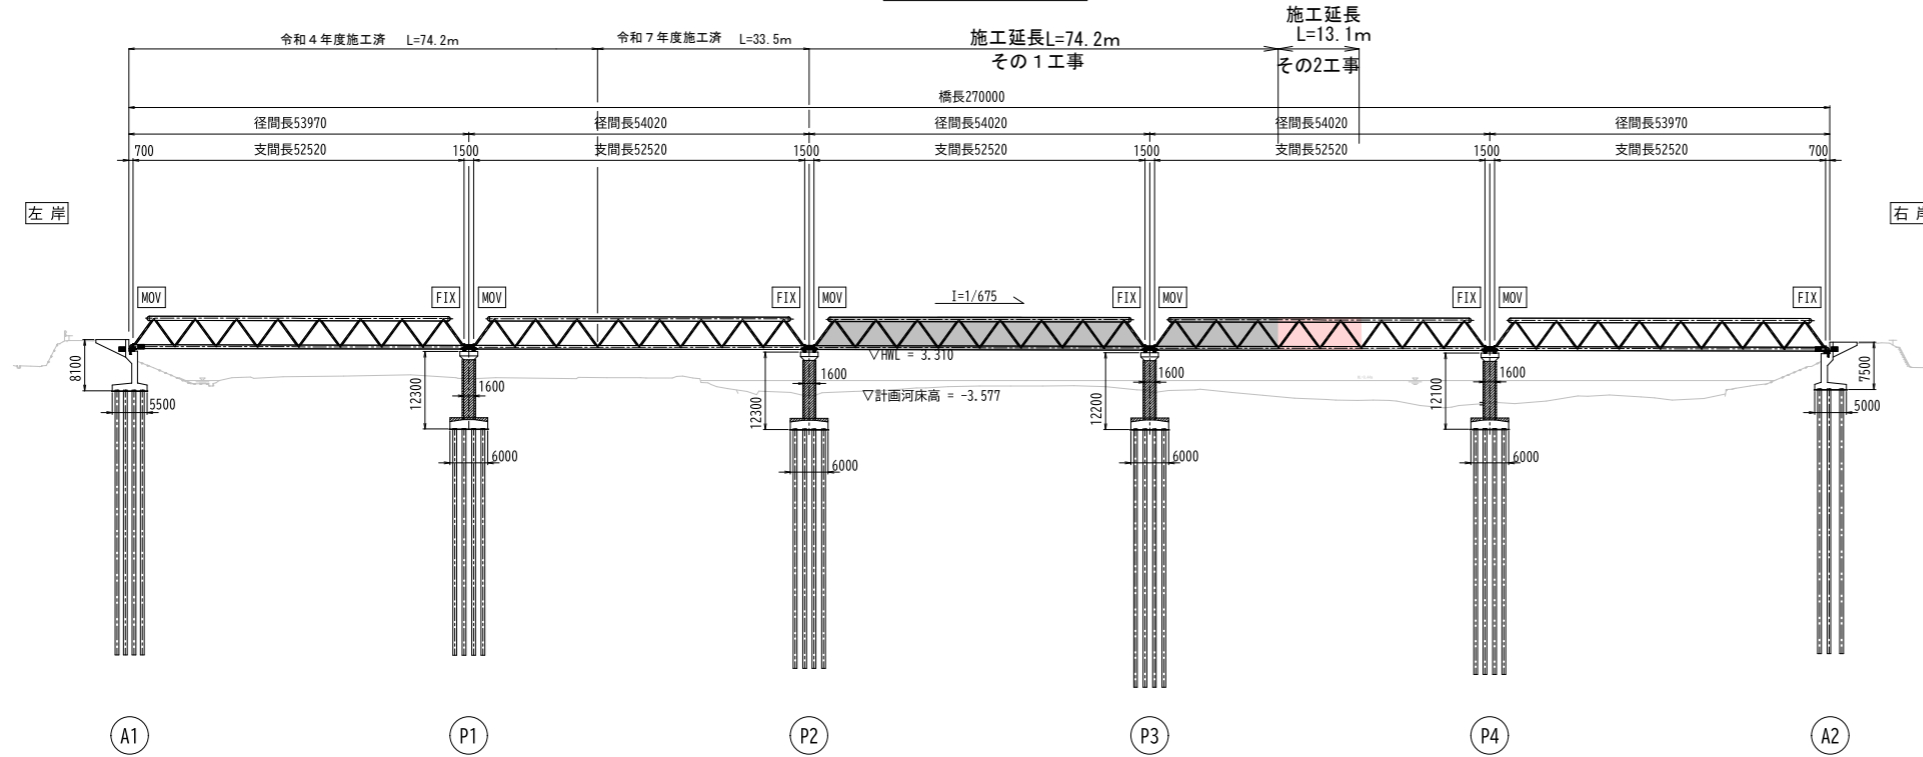 施工延長
L=13.1m
その2工事
令和４年度施工済 L=74.2m
令和７年度施工済 L=33.5m
施工延長L=74.2m
その１工事
橋長270000
径間長53970
径間長54020
径間長54020
径間長54020
径間長53970
700
支間長52520
1500
支間長52520
1500
支間長52520
1500
支間長52520
1500
支間長52520
700
左 岸
右 岸
MOV
FIX
MOV
FIX
MOV
FIX
MOV
FIX
MOV
FIX
I=1/675
▽HWL = 3.310
▽計画河床高 = -3.577
8100
5500
12300
1600
6000
12300
1600
6000
12200
1600
6000
12100
1600
6000
7500
5000
A1
P1
P2
P3
P4
A2